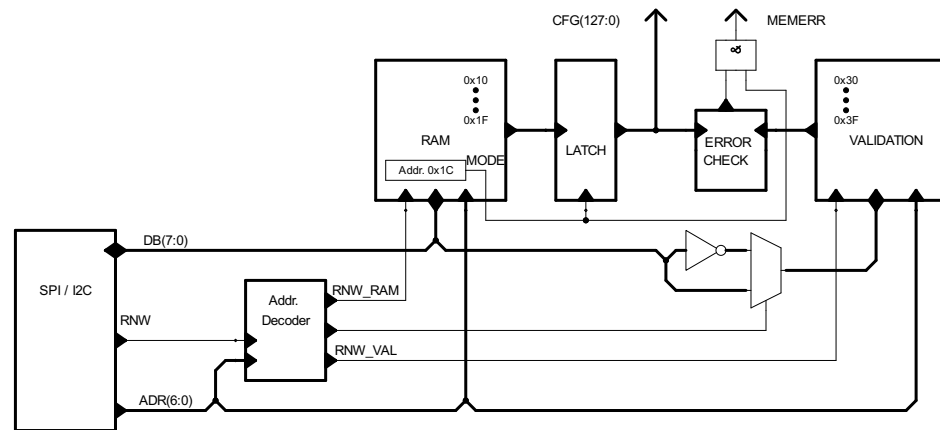 CFG(127:0)
MEMERR
&
0x10
0x1F
RAM
MODE
Addr. 0x1C
LATCH
ERROR
CHECK
0x30
0x3F
VALIDATION
DB(7:0)
SPI / I2C
RNW
Addr.
Decoder
RNW_RAM
RNW_VAL
ADR(6:0)